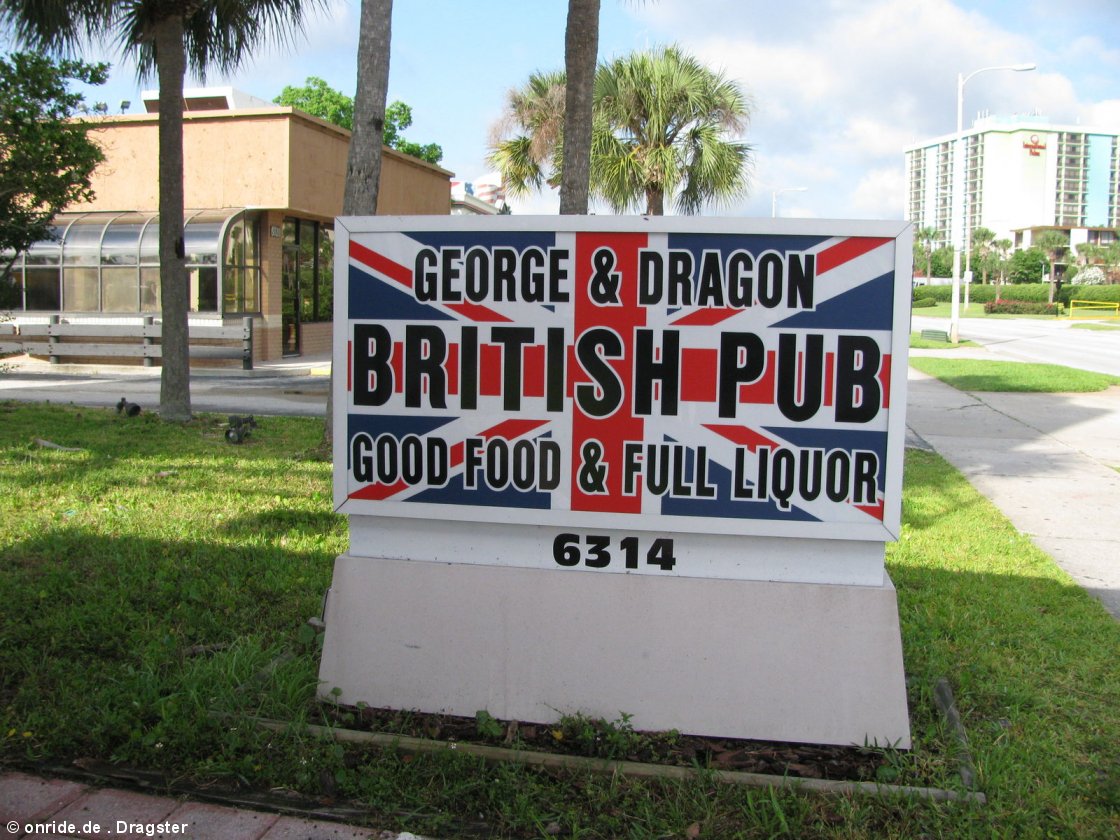 GEORGE & DRAGON
BRITISH PUB
GOOD FOOD & FULL LIQUOR
6314
© onride.de . Dragster